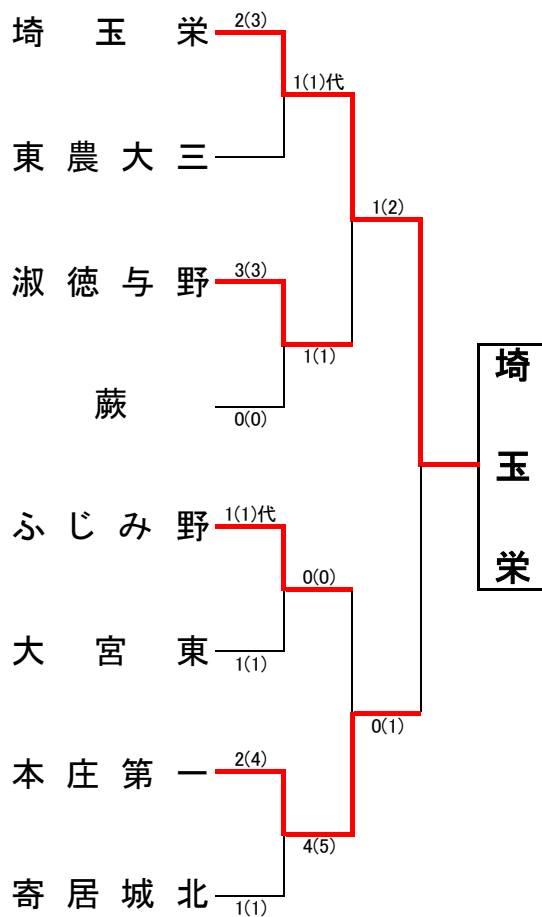 埼玉栄
2(3)
1(1)代
東農大三
1(2)
淑徳与野
3(3)
1(1)
蕨
0(0)
埼玉栄
ふじみ野
1(1)代
0(0)
大宮東
1(1)
0(1)
本庄第一
2(4)
4(5)
寄居城北
1(1)